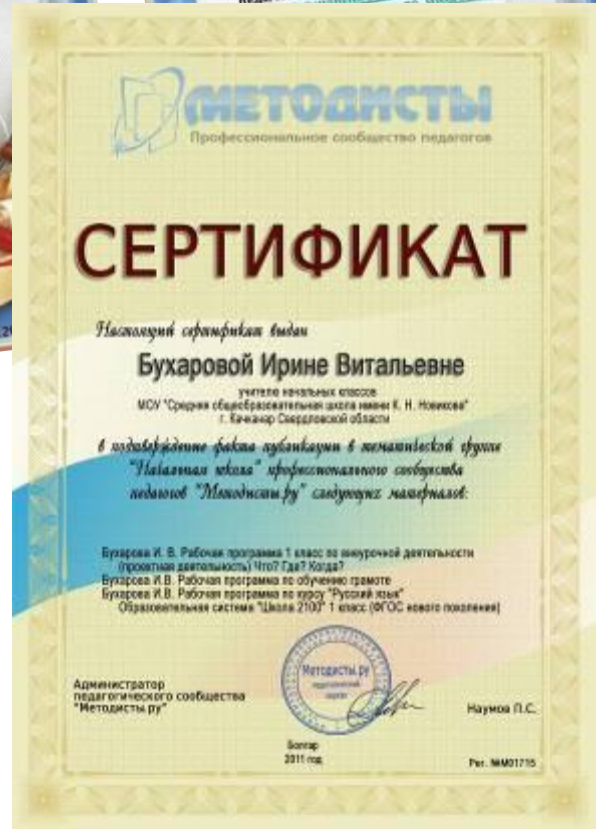 МЕТОДИСТЫ
Профессиональное сообщество педагогов
СЕРТИФИКАТ
Настоящий сертификат выдан
Бухаровой Ирине Витальевне
учителю начальных классов
МОУ "Средняя общеобразовательная школа имени К. Н. Новикова"
г. Качканар Свердловской области
в подтверждение факта публикации в тематической группе
"Начальная школа" профессионального сообщества
педагогов "Методисты.ру" следующих материалов:
Бухарова И. В. Рабочая программа 1 класс по внеурочной деятельности
(проектная деятельность) Что? Где? Когда?
Бухарова И.В. Рабочая программа по обучению грамоте
Бухарова И.В. Рабочая программа по курсу "Русский язык"
Образовательная система "Школа 2100" 1 класс (ФГОС нового поколения)
Методисты.ру
Администратор
педагогического сообщества
"Методисты.ру"
Наумов П.С.
Болгар
2011 год
Рег. №М01715